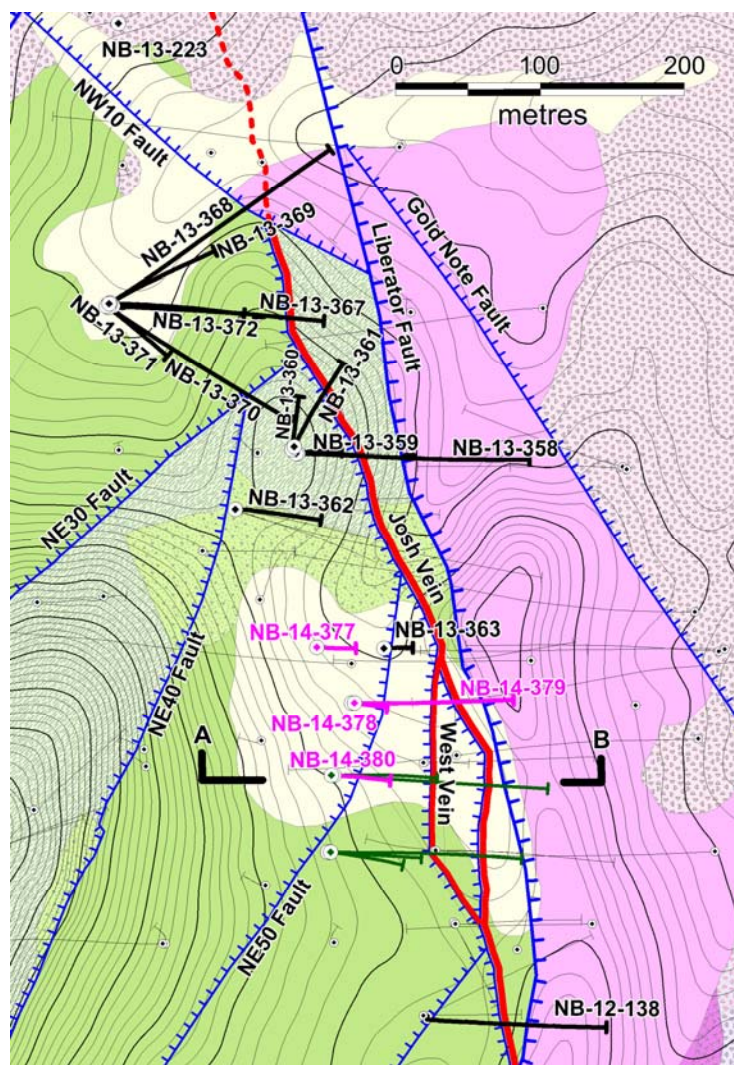 NB-13-223
0 100 200
metres
NW10 Fault
NB-13-368
NB-13-369
Gold Note Fault
Liberator Fault
NB-13-367
NB-13-372
NB-13-371
NB-13-370
NB-13-360
NB-13-361
NB-13-359
NB-13-358
NE30 Fault
NB-13-362
Josh Vein
NB-14-377
NB-13-363
NE40 Fault
NB-14-379
NB-14-378
A
B
NB-14-380
West Vein
NE50 Fault
NB-12-138